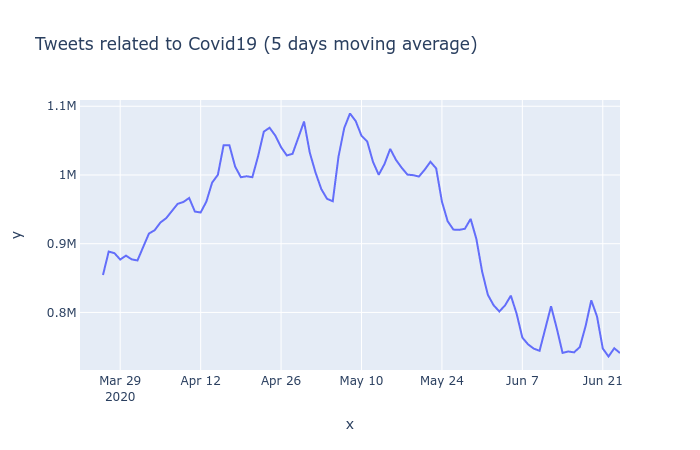 Tweets related to Covid19 (5 days moving average)
1.1M
1M
0.9M
0.8M
y
Mar 29 Apr 12 Apr 26 May 10 May 24 Jun 7 Jun 21
2020
x